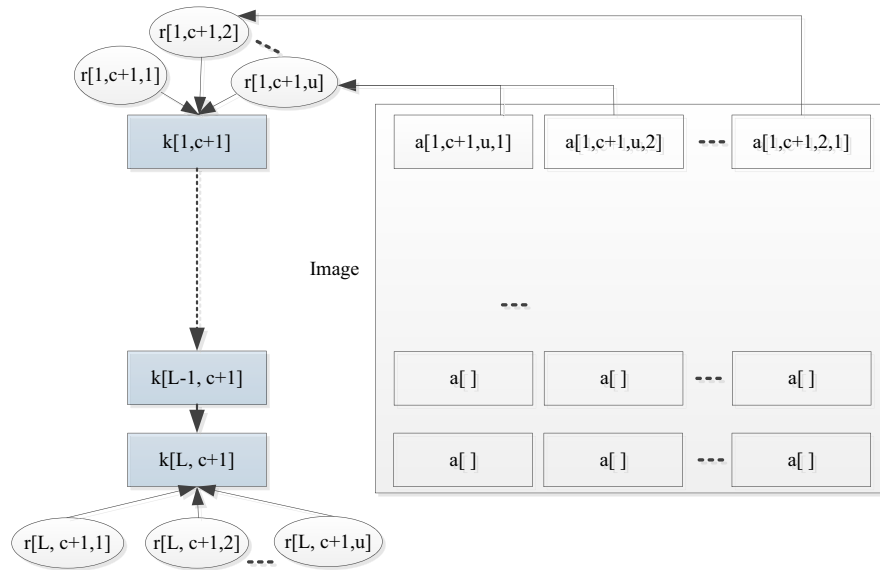 r[1,c+1,2]
r[1,c+1,1]
r[1,c+1,u]
k[1,c+1]
a[1,c+1,u,1]
a[1,c+1,u,2]
a[1,c+1,2,1]
Image
k[L-1, c+1]
a[ ]
a[ ]
a[ ]
k[L, c+1]
a[ ]
a[ ]
a[ ]
r[L, c+1,1]
r[L, c+1,2]
r[L, c+1,u]